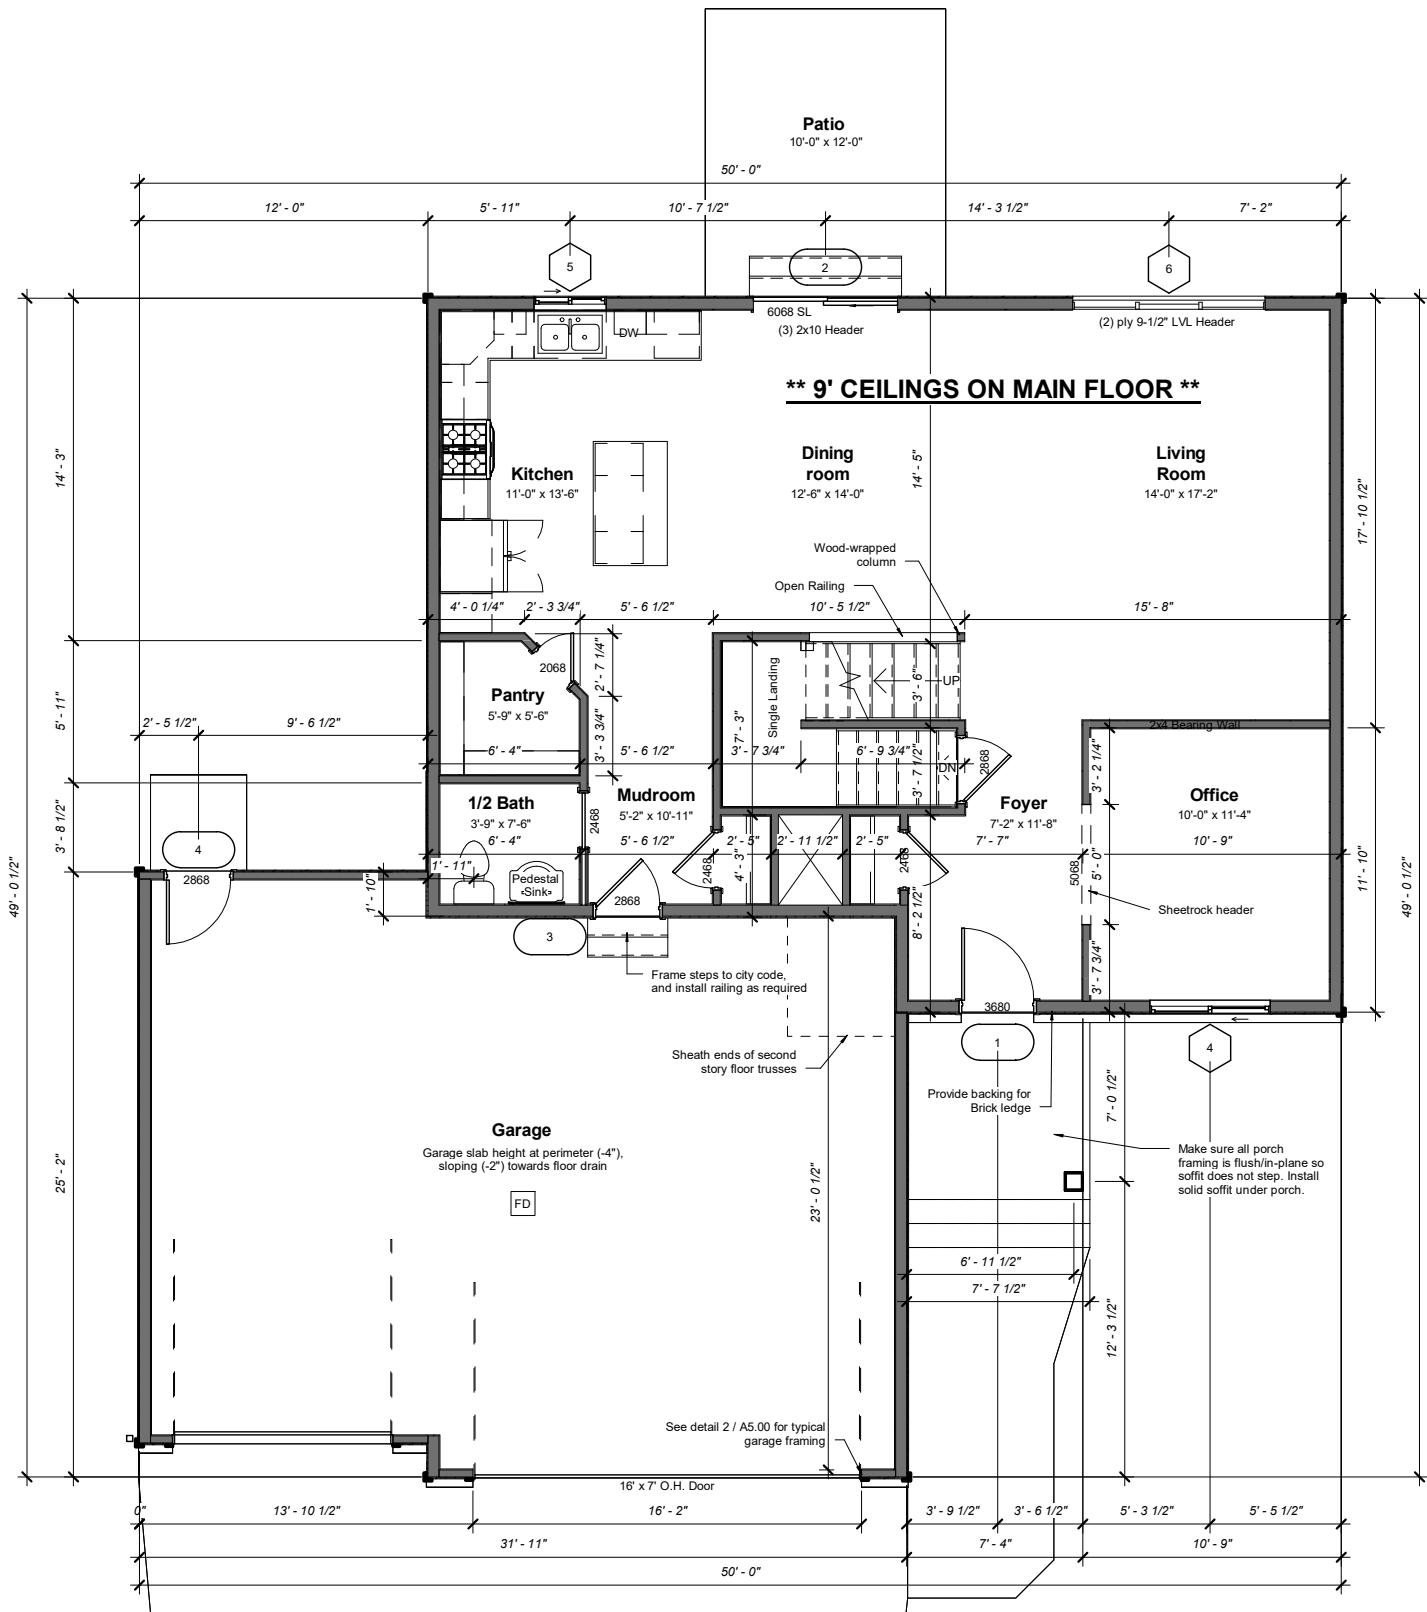 Patio
10'-0" x 12'-0"
50' - 0"
12' - 0"
5' - 11"
10' - 7 1/2"
14' - 3 1/2"
7' - 2"
5
2
6
6068 SL
(3) 2x10 Header
(2) ply 9-1/2" LVL Header
DW
** 9' CEILINGS ON MAIN FLOOR **
14' - 3"
Kitchen
11'-0" x 13'-6"
Dining
room
12'-6" x 14'-0"
14' - 5"
Living
Room
14'-0" x 17'-2"
17' - 10 1/2"
Wood-wrapped
column
Open Railing
4' - 0 1/4"
2' - 3 3/4"
5' - 6 1/2"
10' - 5 1/2"
15' - 8"
2068
2' - 7 1/4"
Pantry
5'-9" x 5'-6"
Single Landing
3' - 6"
UP
5' - 11"
2' - 5 1/2"
9' - 6 1/2"
6' - 4"
3' - 3 3/4"
5' - 6 1/2"
7' - 3"
3' - 7 3/4"
6' - 9 3/4"
3' - 7 1/2"
DN
2868
2x4 Bearing Wall
3' - 2 1/4"
1/2 Bath
3'-9" x 7'-6"
6' - 4"
2468
Mudroom
5'-2" x 10'-11"
5' - 6 1/2"
2468
2' - 5"
4' - 3"
2' - 11 1/2"
2' - 5"
2468
Foyer
7'-2" x 11'-8"
7' - 7"
5068
5' - 0"
Office
10'-0" x 11'-4"
10' - 9"
11' - 10"
3' - 8 1/2"
4
2868
1' - 11"
1' - 10"
Pedestal
Sink
2868
3
8' - 2 1/2"
Sheetrock header
3' - 7 3/4"
49' - 0 1/2"
49' - 0 1/2"
Frame steps to city code,
and install railing as required
3680
1
4
Sheath ends of second
story floor trusses
Provide backing for
Brick ledge
7' - 0 1/2"
Garage
Garage slab height at perimeter (-4"),
sloping (-2") towards floor drain
FD
25' - 2"
23' - 0 1/2"
Make sure all porch
framing is flush/in-plane so
soffit does not step. Install
solid soffit under porch.
6' - 11 1/2"
7' - 7 1/2"
12' - 3 1/2"
See detail 2 / A5.00 for typical
garage framing
16' x 7' O.H. Door
0"
13' - 10 1/2"
16' - 2"
3' - 9 1/2"
3' - 6 1/2"
5' - 3 1/2"
5' - 5 1/2"
31' - 11"
7' - 4"
10' - 9"
50' - 0"